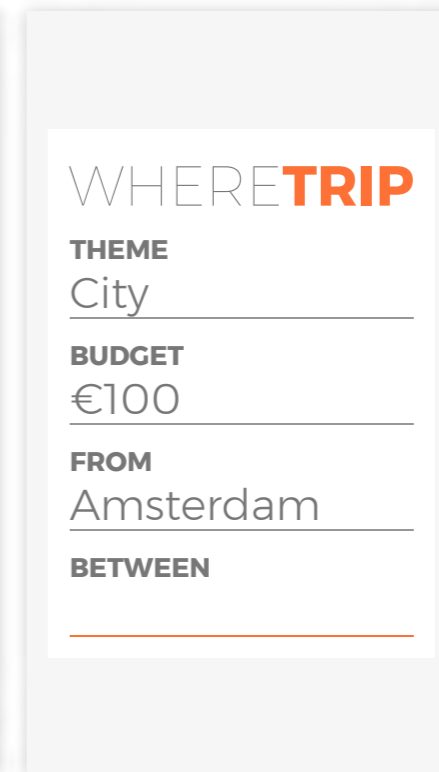 WHERETRIP
THEME
City
BUDGET
€100
FROM
Amsterdam
BETWEEN